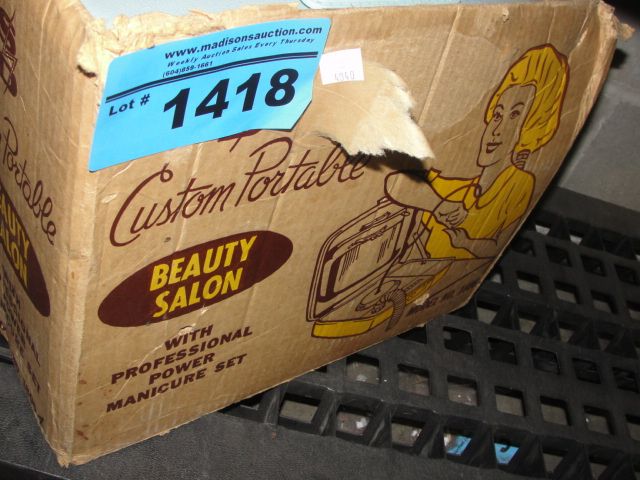 www.madisonsauction.com
Weekly Auction Sales Every Thursday
(604)859-1661
Lot # 1418
Custom Portable
BEAUTY
SALON
WITH
PROFESSIONAL
POWER
MANICURE SET
Portable
BEAUTY
SALON